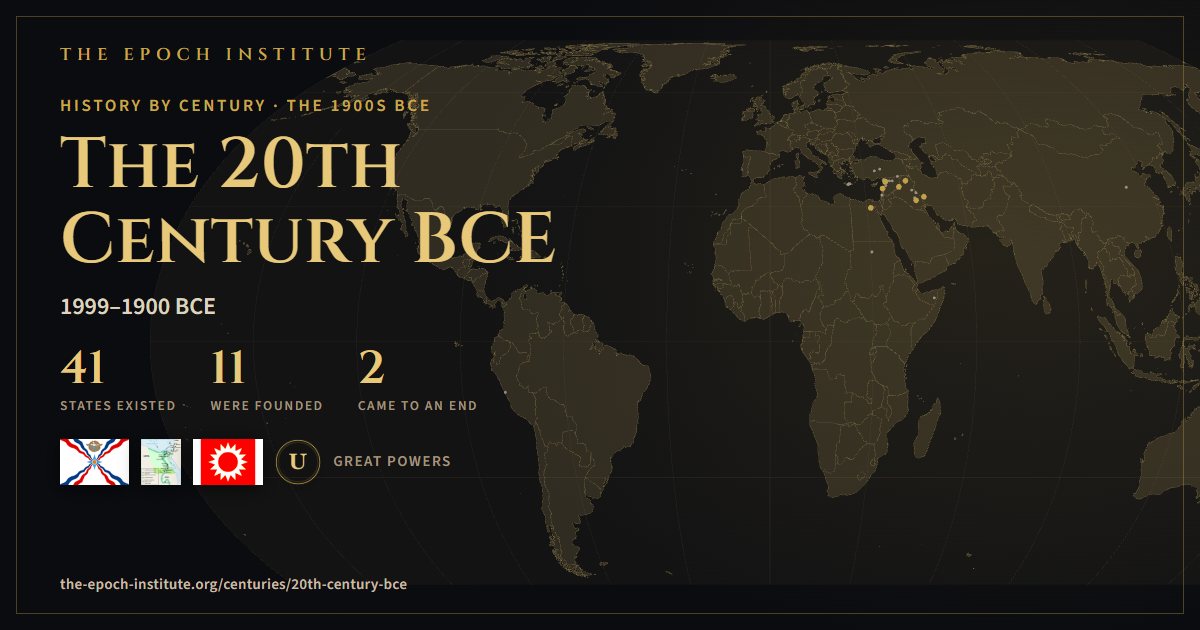 THE EPOCH INSTITUTE
HISTORY BY CENTURY · THE 1900S BCE
THE 20TH
CENTURY BCE
1999–1900 BCE
41 11 2
STATES EXISTED WERE FOUNDED CAME TO AN END
U GREAT POWERS
the-epoch-institute.org/centuries/20th-century-bce